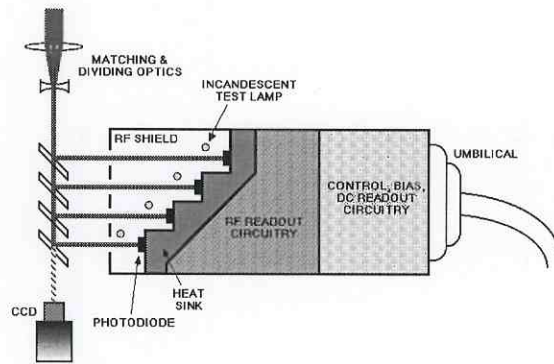 MATCHING &
DIVIDING OPTICS
INCANDESCENT
TEST LAMP
RF SHIELD
UMBILICAL
CONTROL, BIAS,
DC READOUT
CIRCUITRY
RF READOUT
CIRCUITRY
HEAT
SINK
CCD
PHOTODIODE